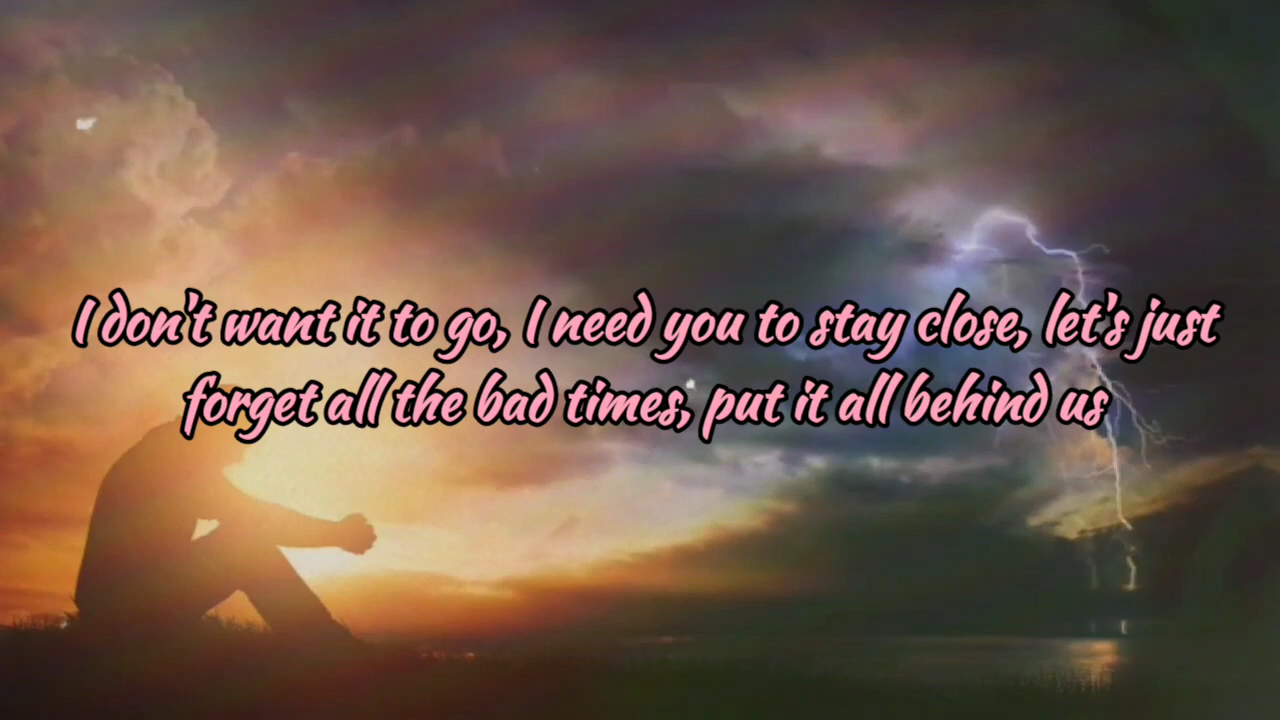 I don't want it to go, I need you to stay close, let's just
forget all the bad times, put it all behind us